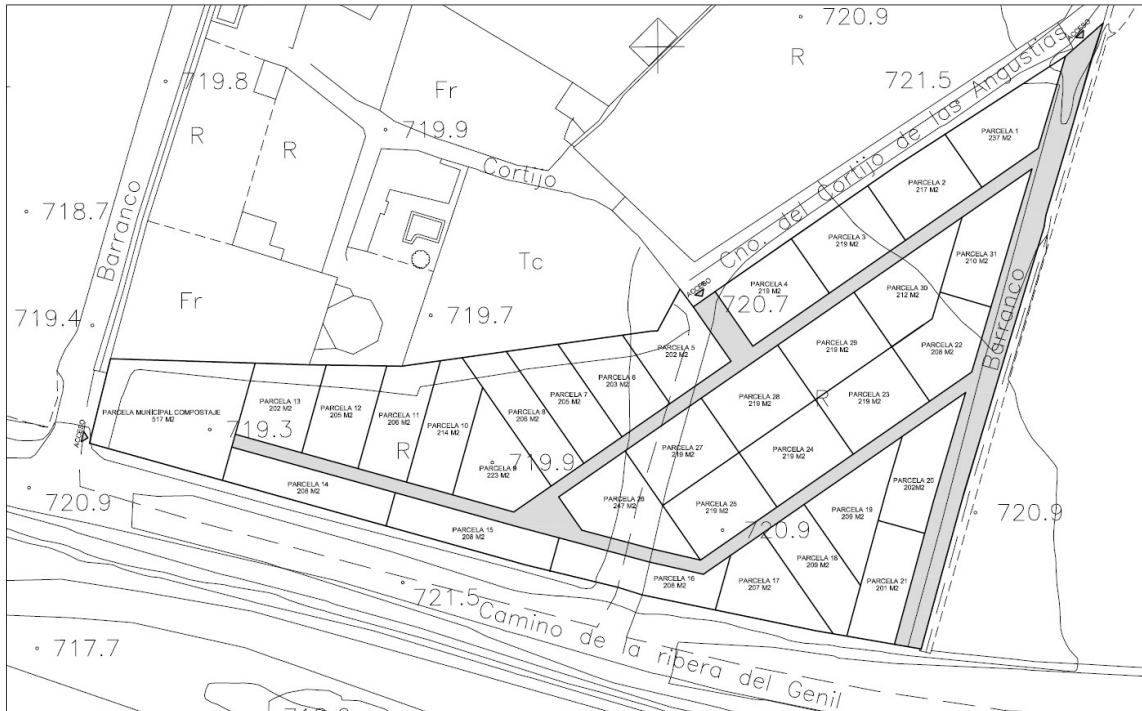 720.9
ACCESO
721.5
R
719.8
Fr
Cno. del Cortijo de las Angustias
PARCELA 1
237 M2
R
719.9
R
Cortijo
PARCELA 2
217 M2
718.7
Barranco
PARCELA 3
219 M2
PARCELA 31
210 M2
Tc
PARCELA 4
219 M2
ACCESO
720.7
PARCELA 30
212 M2
Fr
719.4
719.7
Barranco
PARCELA 29
219 M2
PARCELA 22
208 M2
PARCELA 5
202 M2
PARCELA 6
203 M2
PARCELA 7
205 M2
PARCELA 8
206 M2
PARCELA 28
219 M2
R
PARCELA 23
219 M2
PARCELA MUNICIPAL COMPOSTAJE
517 M2
PARCELA 13
202 M2
PARCELA 12
205 M2
PARCELA 11
206 M2
PARCELA 10
214 M2
ACCESO
719.3
R
PARCELA 9
223 M2
719.9
PARCELA 27
219 M2
PARCELA 24
219 M2
PARCELA 14
208 M2
PARCELA 26
247 M2
PARCELA 25
219 M2
PARCELA 20
202M2
720.9
PARCELA 19
209 M2
720.9
720.9
PARCELA 15
208 M2
PARCELA 18
209 M2
PARCELA 16
208 M2
PARCELA 17
207 M2
PARCELA 21
201 M2
721.5
Camino de la ribera del Genil
717.7